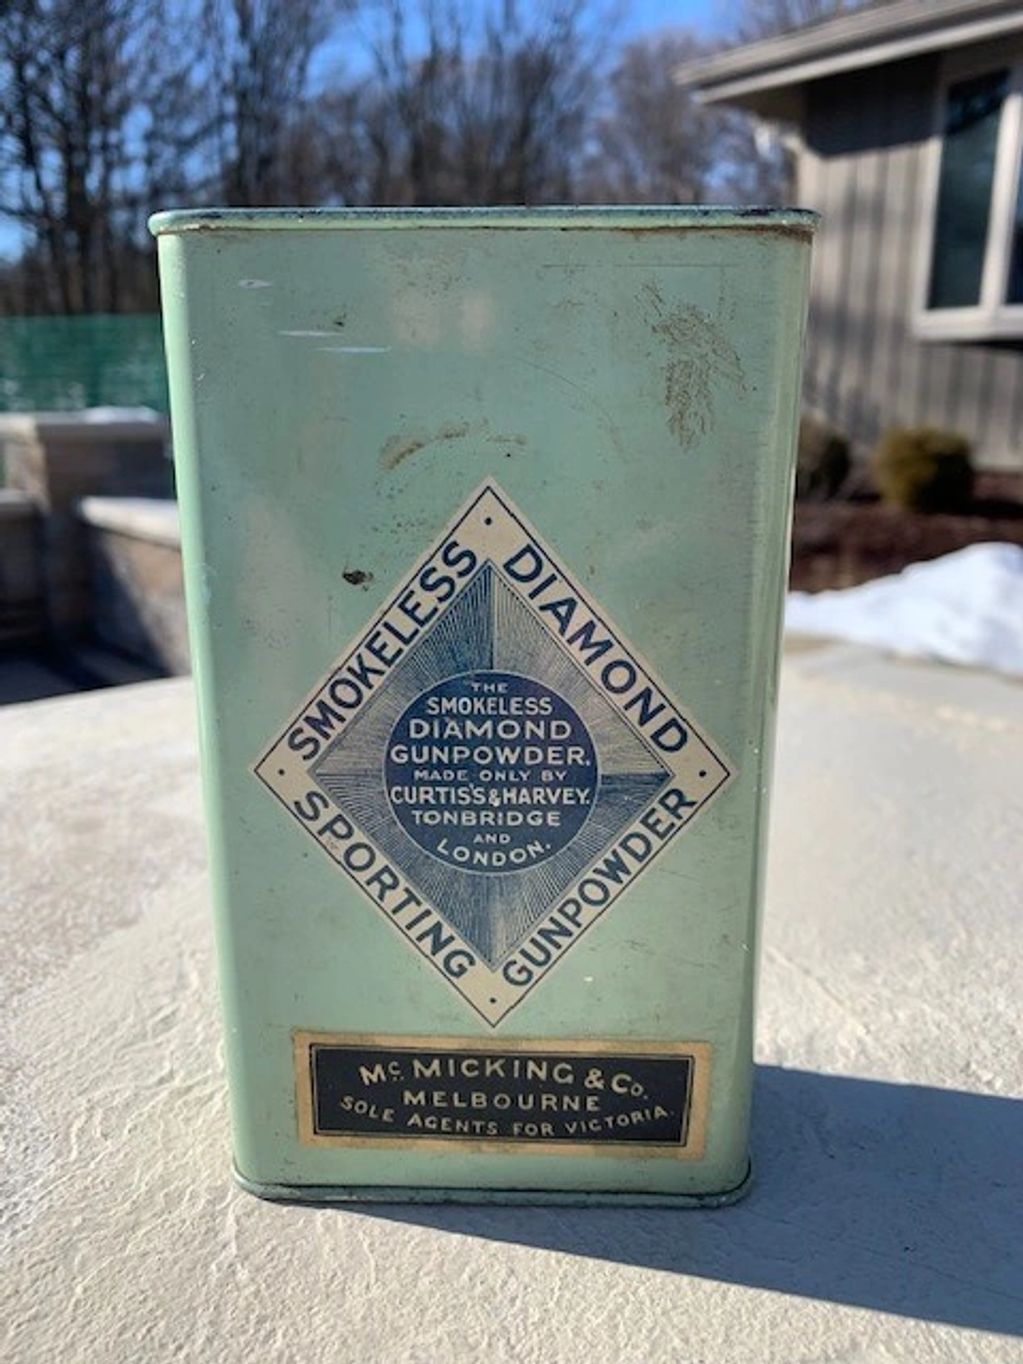 SMOKELESS
DIAMOND
SPORTING
GUNPOWDER
THE
SMOKELESS
DIAMOND
GUNPOWDER.
MADE ONLY BY
CURTIS'S & HARVEY.
TONBRIDGE
AND
LONDON.
Mc. MICKING & Co.
MELBOURNE
SOLE AGENTS FOR VICTORIA.